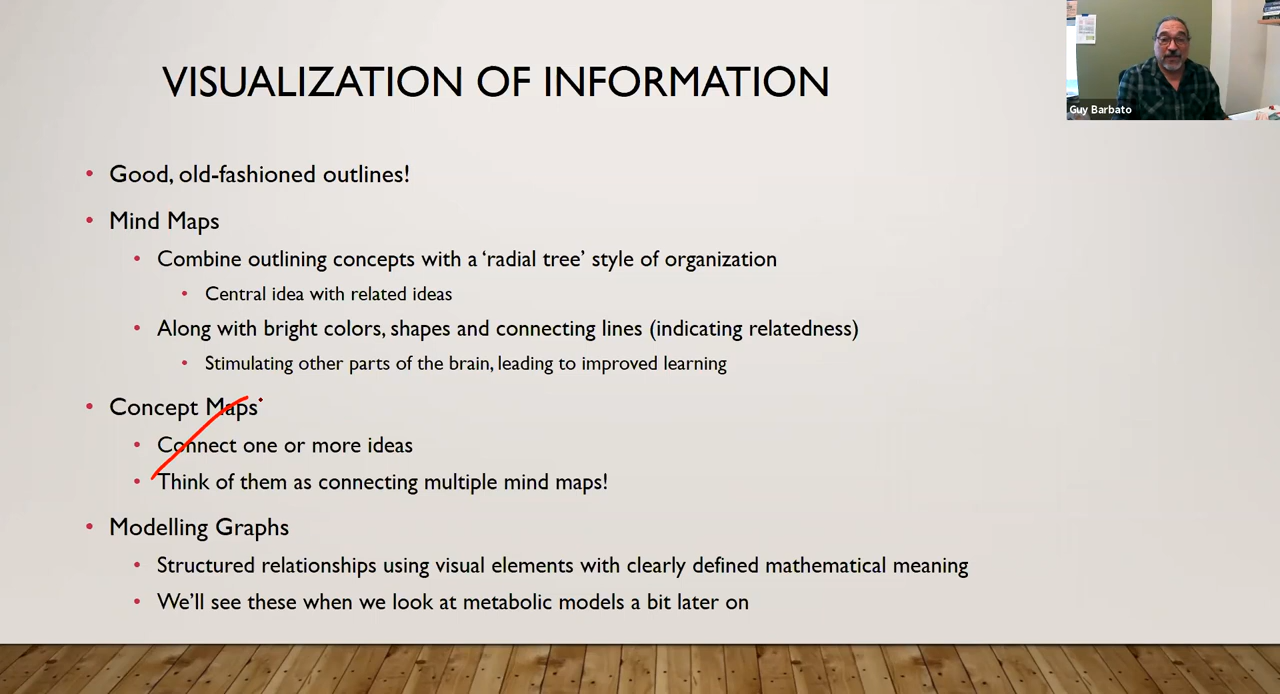 VISUALIZATION OF INFORMATION
Guy Barbato
• Good, old-fashioned outlines!
• Mind Maps
• Combine outlining concepts with a ‘radial tree’ style of organization
• Central idea with related ideas
• Along with bright colors, shapes and connecting lines (indicating relatedness)
• Stimulating other parts of the brain, leading to improved learning
• Concept Maps
• Connect one or more ideas
• Think of them as connecting multiple mind maps!
• Modelling Graphs
• Structured relationships using visual elements with clearly defined mathematical meaning
• We’ll see these when we look at metabolic models a bit later on